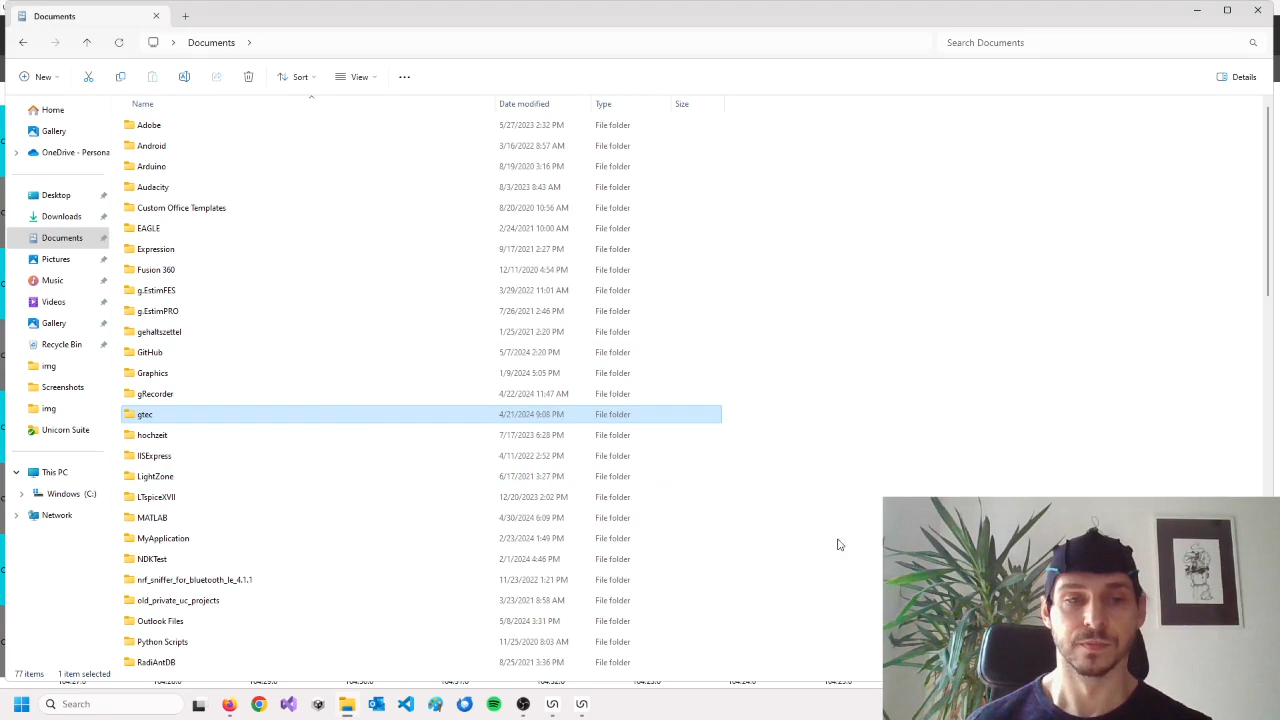 Documents
Documents
Search Documents
New
Sort
View
Details
Name Date modified Type Size
Home
Gallery
OneDrive - Persona
Desktop
Downloads
Documents
Pictures
Music
Videos
Gallery
Recycle Bin
img
Screenshots
img
Unicorn Suite
This PC
Windows (C:)
Network
Adobe 5/27/2023 2:32 PM File folder
Android 3/16/2022 8:57 AM File folder
Arduino 8/19/2020 3:16 PM File folder
Audacity 8/3/2023 8:43 AM File folder
Custom Office Templates 8/20/2020 10:56 AM File folder
EAGLE 2/24/2021 10:00 AM File folder
Expression 9/17/2021 2:27 PM File folder
Fusion 360 12/11/2020 4:54 PM File folder
g.EstimFES 3/29/2022 11:01 AM File folder
g.EstimPRO 7/26/2021 2:46 PM File folder
gehaltszettel 1/25/2021 2:20 PM File folder
GitHub 5/7/2024 2:20 PM File folder
Graphics 1/9/2024 5:05 PM File folder
gRecorder 4/22/2024 11:47 AM File folder
gtec 4/21/2024 9:08 PM File folder
hochzeit 7/17/2023 6:28 PM File folder
IISExpress 4/11/2022 2:52 PM File folder
LightZone 6/17/2021 3:27 PM File folder
LTspiceXVII 12/20/2023 2:02 PM File folder
MATLAB 4/30/2024 6:09 PM File folder
MyApplication 2/23/2024 1:49 PM File folder
NDKTest 2/1/2024 4:46 PM File folder
nrf_sniffer_for_bluetooth_le_4.1.1 11/23/2022 1:21 PM File folder
old_private_uc_projects 3/23/2021 8:58 AM File folder
Outlook Files 5/8/2024 3:31 PM File folder
Python Scripts 11/25/2020 8:03 AM File folder
RadiAntDB 8/25/2021 3:36 PM File folder
77 items 1 item selected
Search